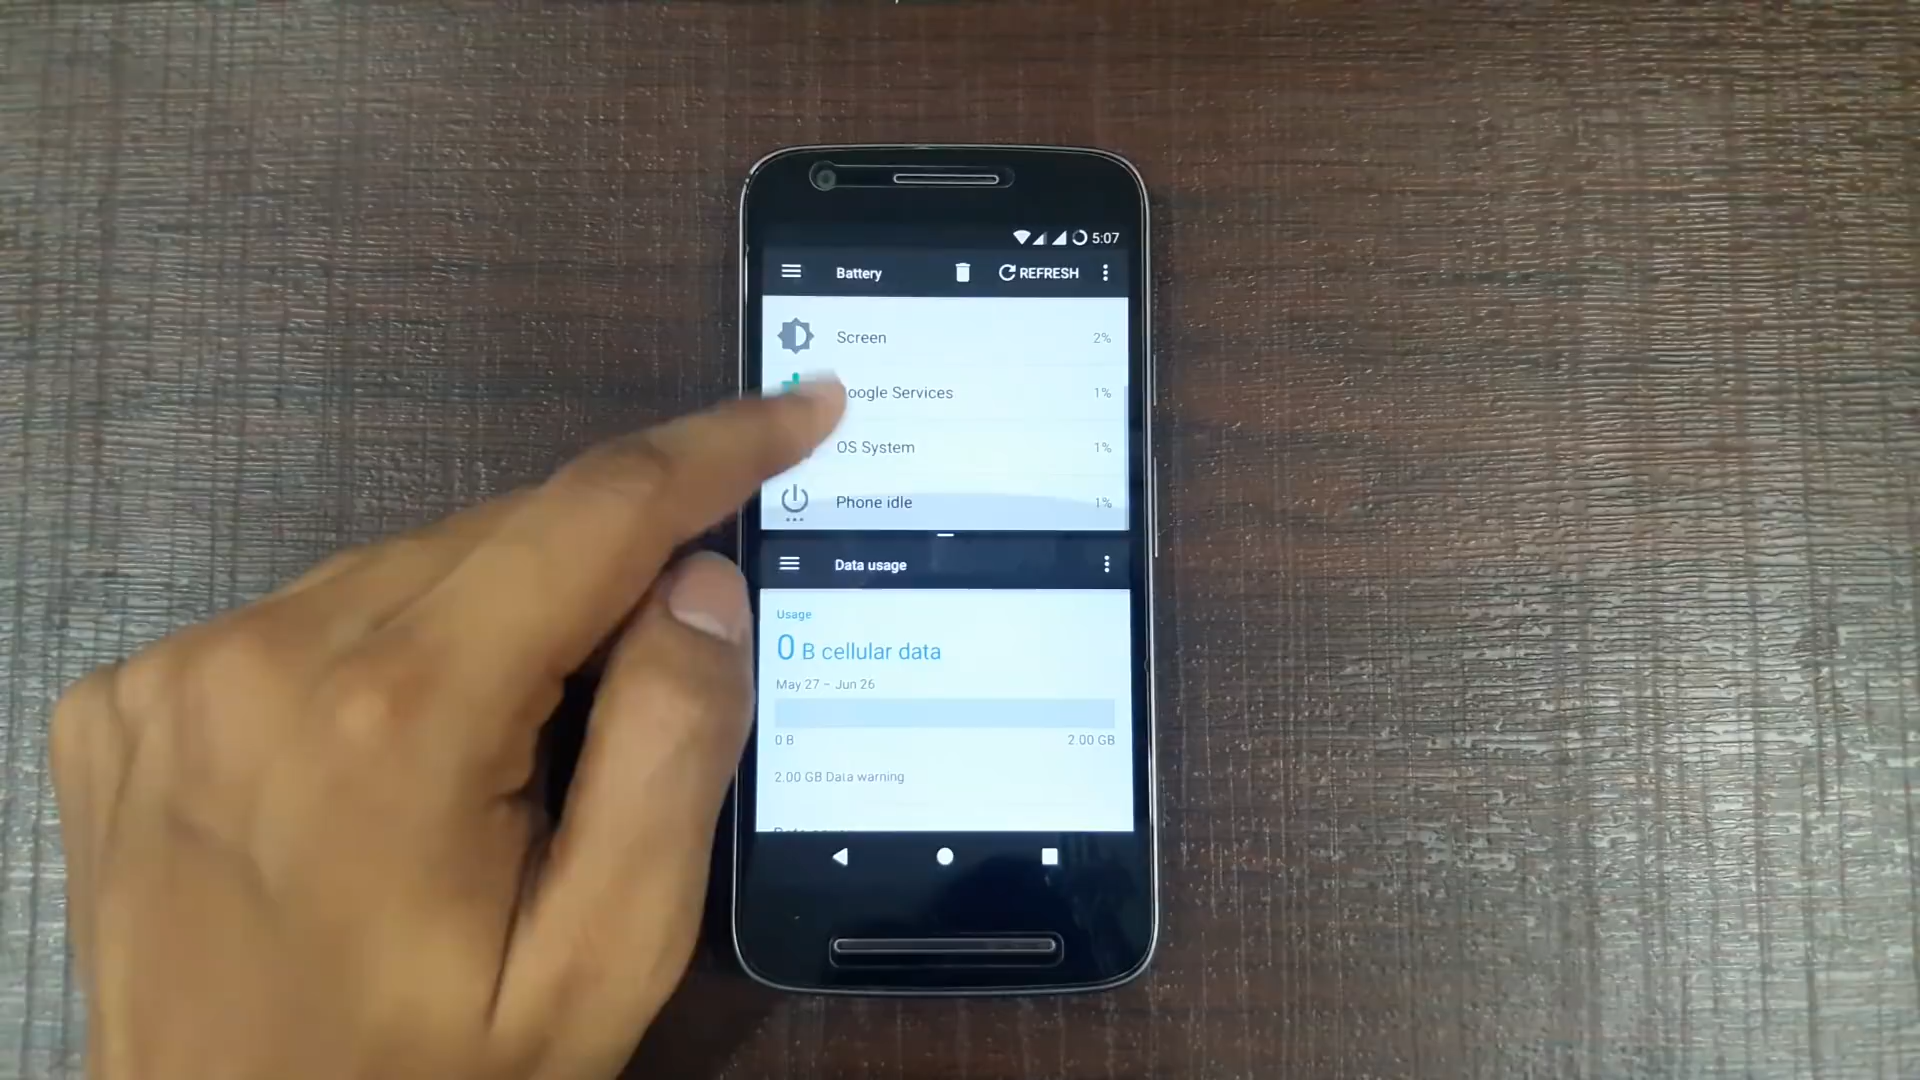 5:07
Battery REFRESH
Screen 2%
oogle Services 1%
OS System 1%
Phone idle 1%
Data usage
Usage
0 B cellular data
May 27 – Jun 26
0 B 2.00 GB
2.00 GB Data warning